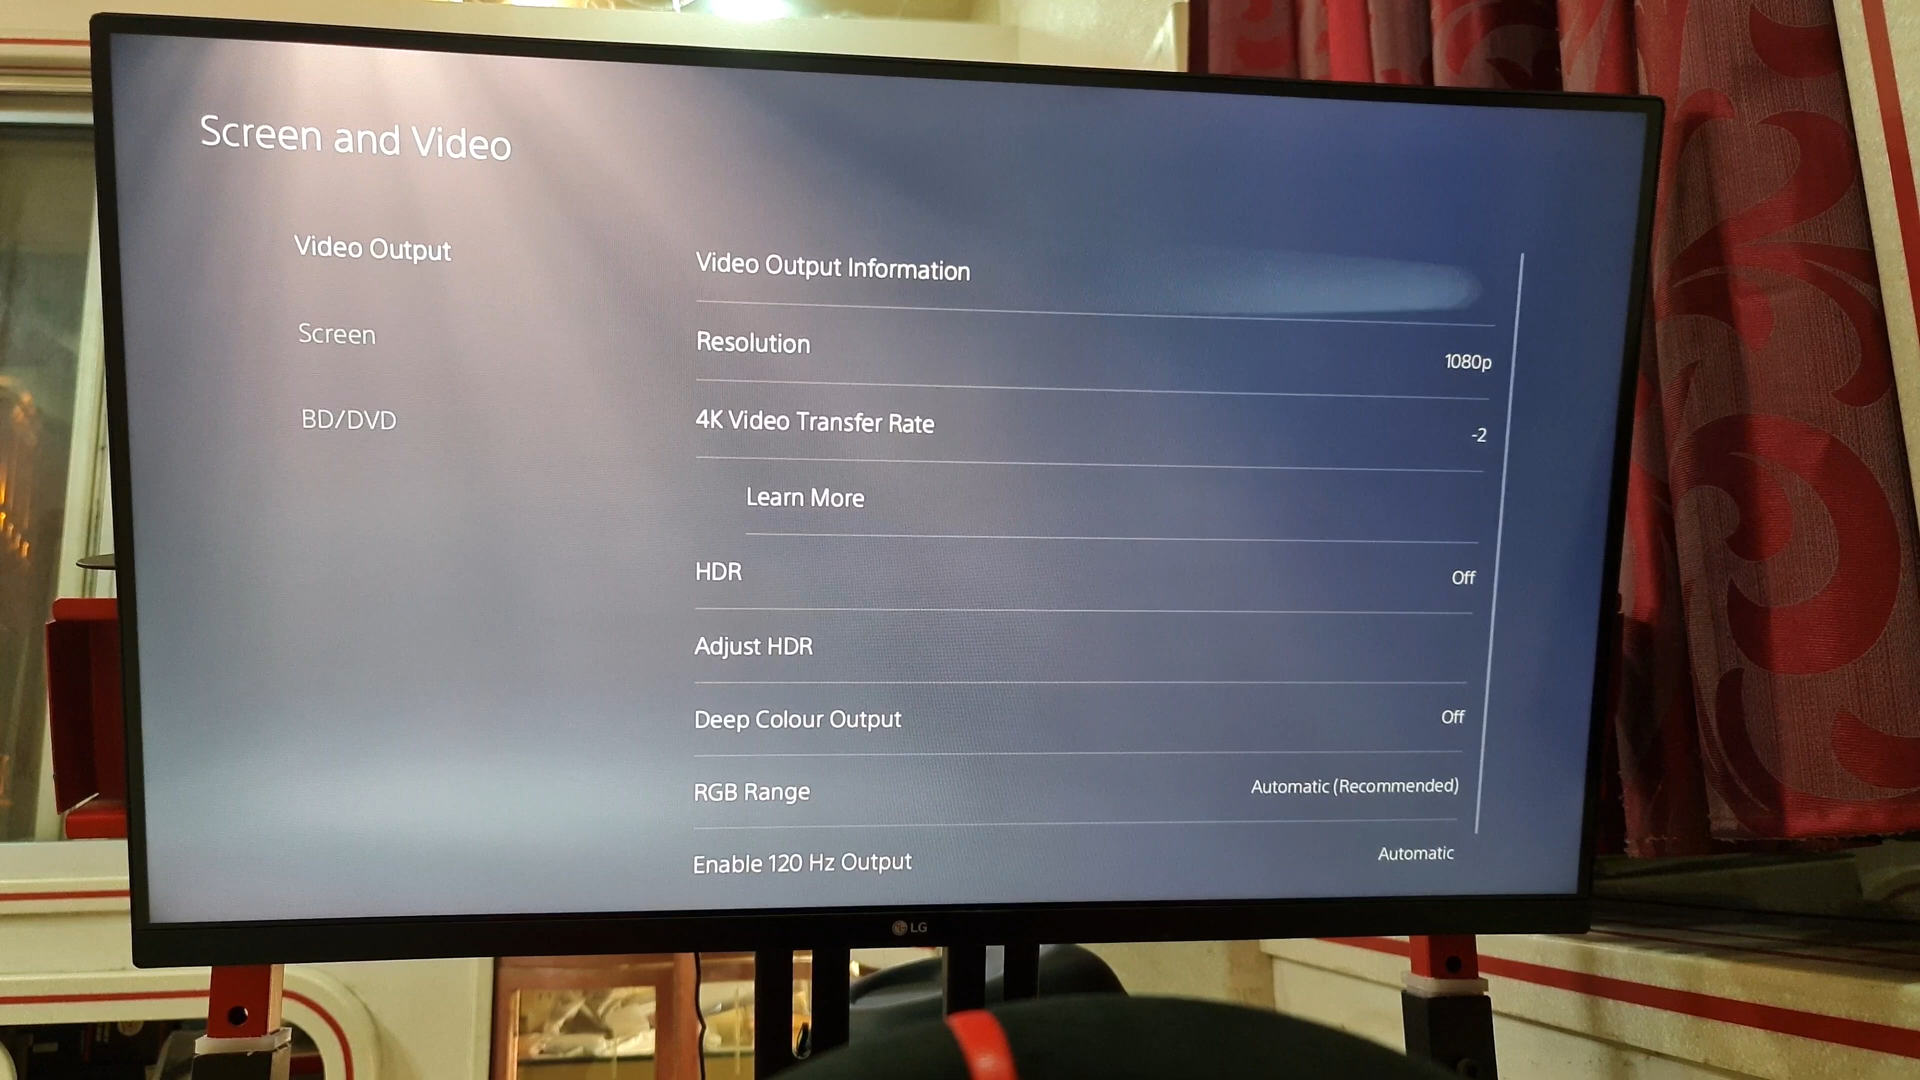 Screen and Video
Video Output
Screen
BD/DVD
Video Output Information
Resolution 1080p
4K Video Transfer Rate -2
Learn More
HDR Off
Adjust HDR
Deep Colour Output Off
RGB Range Automatic (Recommended)
Enable 120 Hz Output Automatic
LG